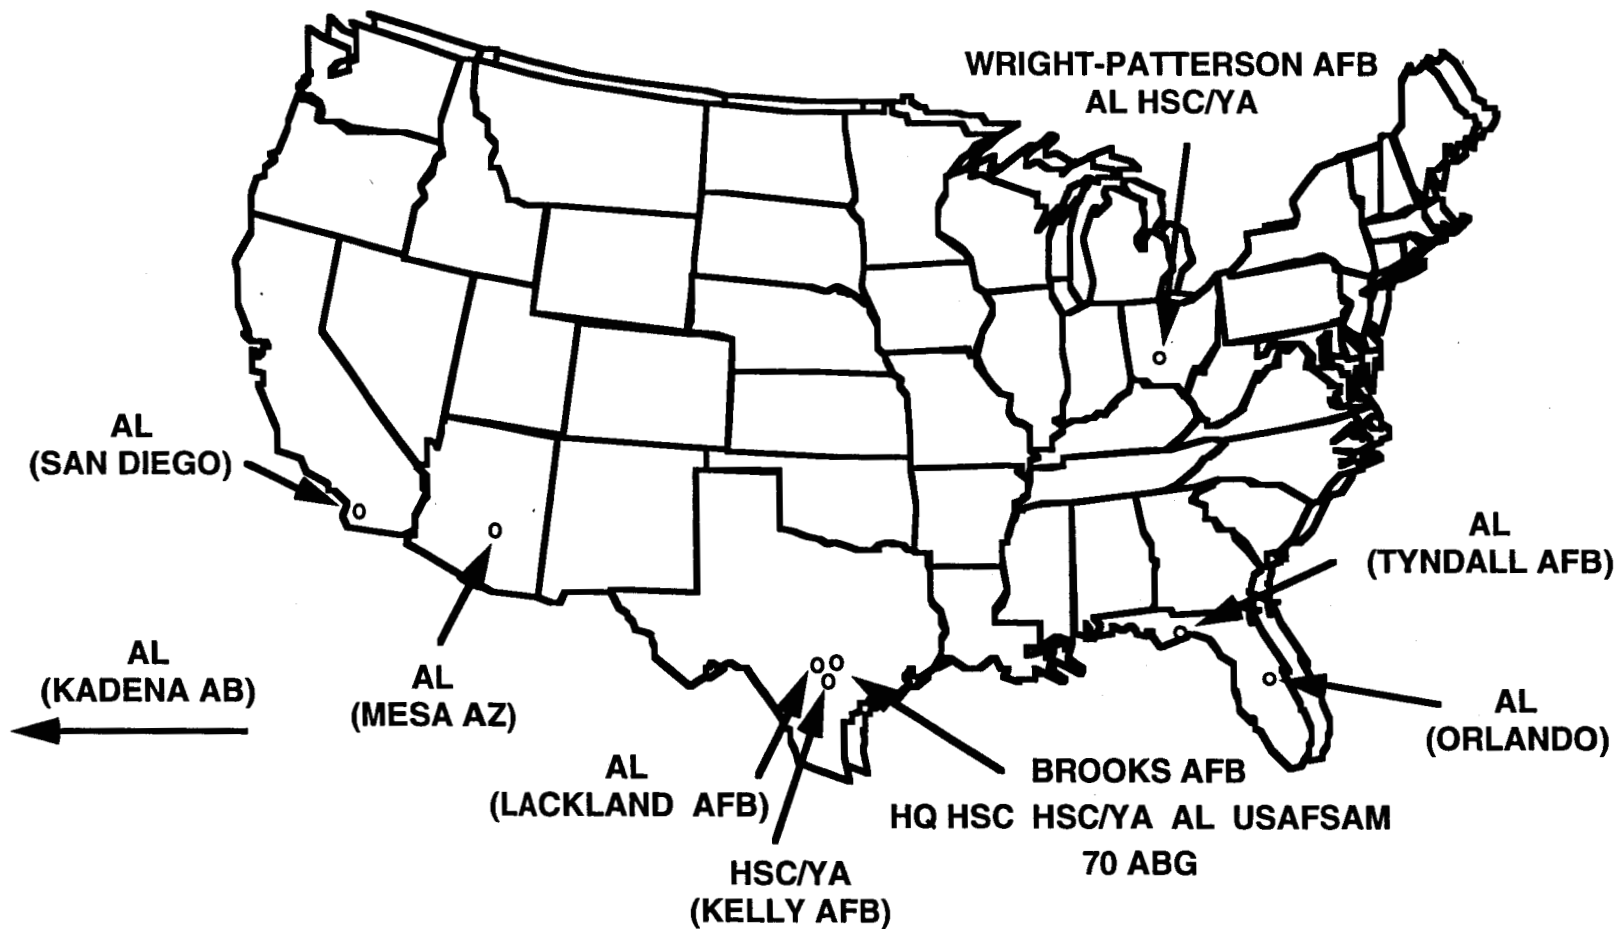 WRIGHT-PATTERSON AFB
AL HSC/YA
AL
(SAN DIEGO)
AL
(TYNDALL AFB)
AL
(KADENA AB)
AL
(MESA AZ)
AL
(ORLANDO)
AL
(LACKLAND AFB)
BROOKS AFB
HQ HSC HSC/YA AL USAFSAM
70 ABG
HSC/YA
(KELLY AFB)